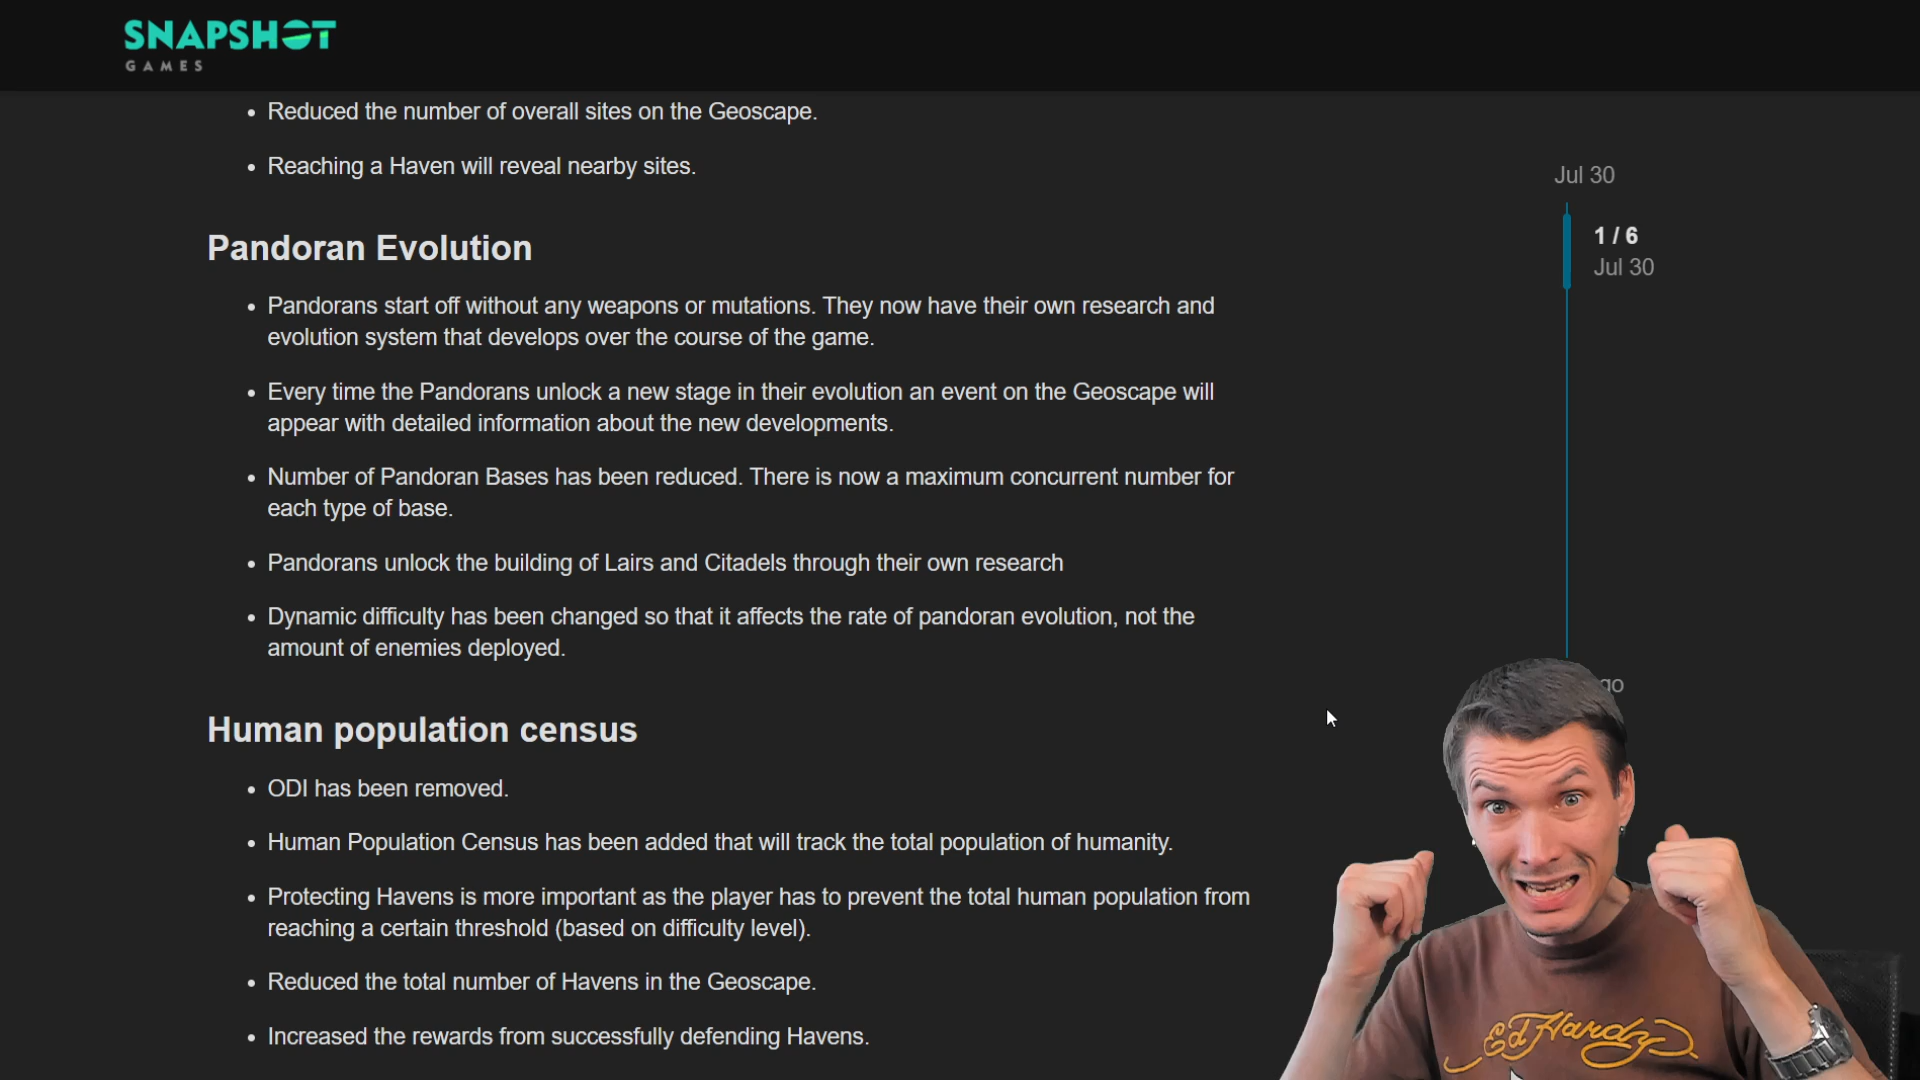 SNAPSHOT
GAMES
• Reduced the number of overall sites on the Geoscape.
• Reaching a Haven will reveal nearby sites.
Jul 30
1 / 6
Jul 30
Pandoran Evolution
• Pandorans start off without any weapons or mutations. They now have their own research and
evolution system that develops over the course of the game.
• Every time the Pandorans unlock a new stage in their evolution an event on the Geoscape will
appear with detailed information about the new developments.
• Number of Pandoran Bases has been reduced. There is now a maximum concurrent number for
each type of base.
• Pandorans unlock the building of Lairs and Citadels through their own research
• Dynamic difficulty has been changed so that it affects the rate of pandoran evolution, not the
amount of enemies deployed.
go
Human population census
• ODI has been removed.
• Human Population Census has been added that will track the total population of humanity.
• Protecting Havens is more important as the player has to prevent the total human population from
reaching a certain threshold (based on difficulty level).
• Reduced the total number of Havens in the Geoscape.
• Increased the rewards from successfully defending Havens.
Ed Hardy